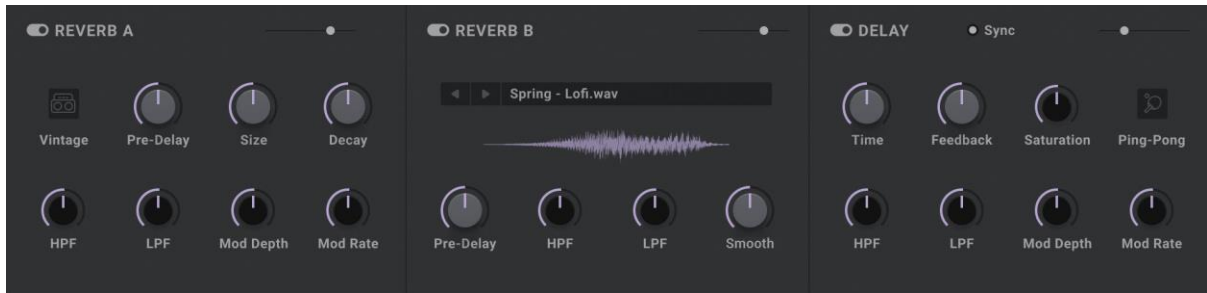 REVERB A
Vintage
Pre-Delay
Size
Decay
HPF
LPF
Mod Depth
Mod Rate
REVERB B
Spring - Lofi.wav
Pre-Delay
HPF
LPF
Smooth
DELAY
Sync
Time
Feedback
Saturation
Ping-Pong
HPF
LPF
Mod Depth
Mod Rate